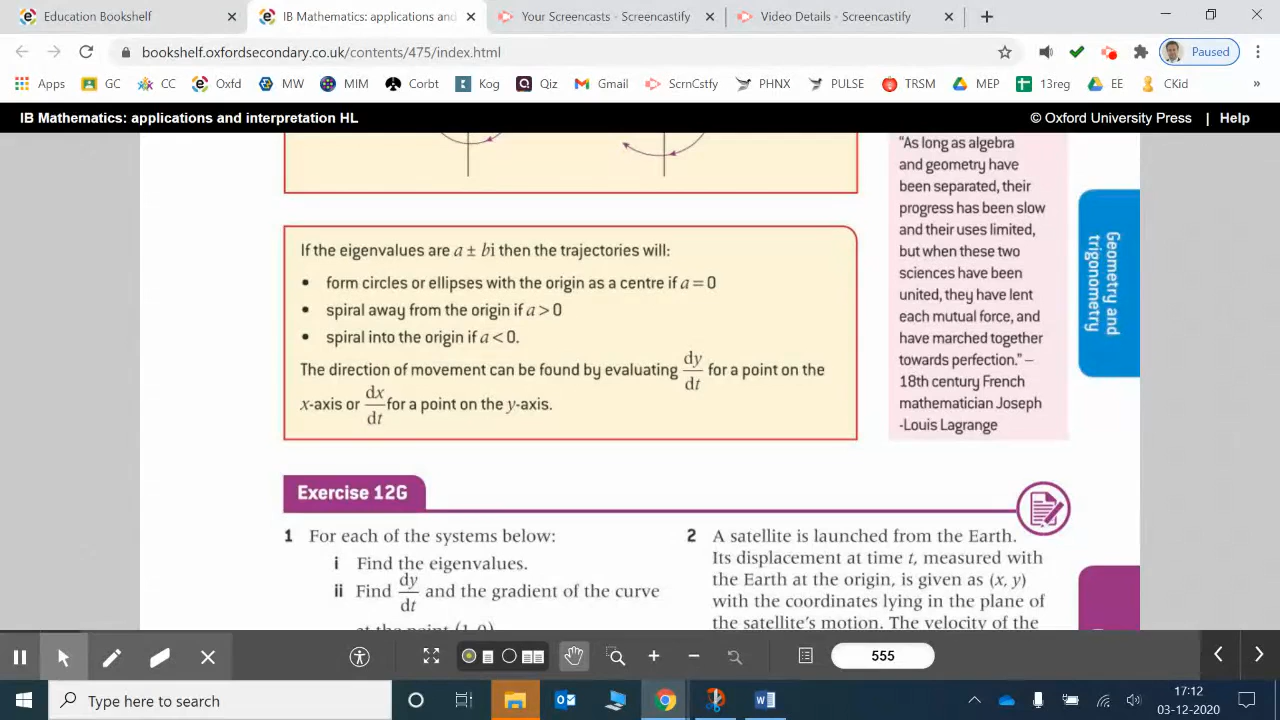 Education Bookshelf
IB Mathematics: applications and
Your Screencasts - Screencastify
Video Details - Screencastify
bookshelf.oxfordsecondary.co.uk/contents/475/index.html
Paused
Apps GC CC Oxfd MW MIM Corbt Kog Qiz Gmail ScrnCstfy PHNX PULSE TRSM MEP 13reg EE CKid »
IB Mathematics: applications and interpretation HL
© Oxford University Press | Help
If the eigenvalues are a ± bi then the trajectories will:
• form circles or ellipses with the origin as a centre if a = 0
• spiral away from the origin if a > 0
• spiral into the origin if a < 0.
The direction of movement can be found by evaluating dy/dt for a point on the
x-axis or dx/dt for a point on the y-axis.
"As long as algebra
and geometry have
been separated, their
progress has been slow
and their uses limited,
but when these two
sciences have been
united, they have lent
each mutual force, and
have marched together
towards perfection." –
18th century French
mathematician Joseph
-Louis Lagrange
Geometry and
trigonometry
Exercise 12G
1 For each of the systems below:
i Find the eigenvalues.
ii Find dy/dt and the gradient of the curve
at the point (1, 0)
2 A satellite is launched from the Earth.
Its displacement at time t, measured with
the Earth at the origin, is given as (x, y)
with the coordinates lying in the plane of
the satellite's motion. The velocity of the
555
Type here to search
17:12
03-12-2020